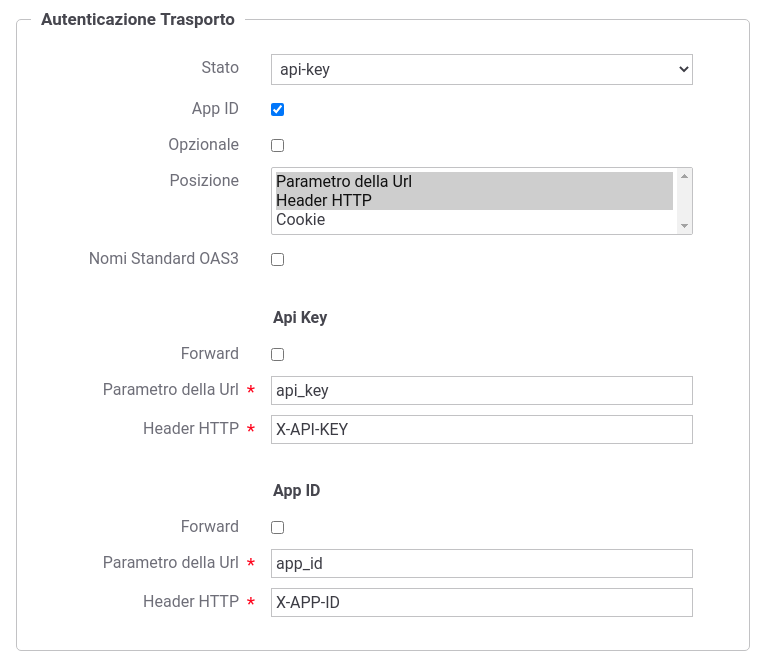 Autenticazione Trasporto
Stato api-key
App ID
Opzionale
Posizione Parametro della Url
Header HTTP
Cookie
Nomi Standard OAS3
Api Key
Forward
Parametro della Url * api_key
Header HTTP * X-API-KEY
App ID
Forward
Parametro della Url * app_id
Header HTTP * X-APP-ID